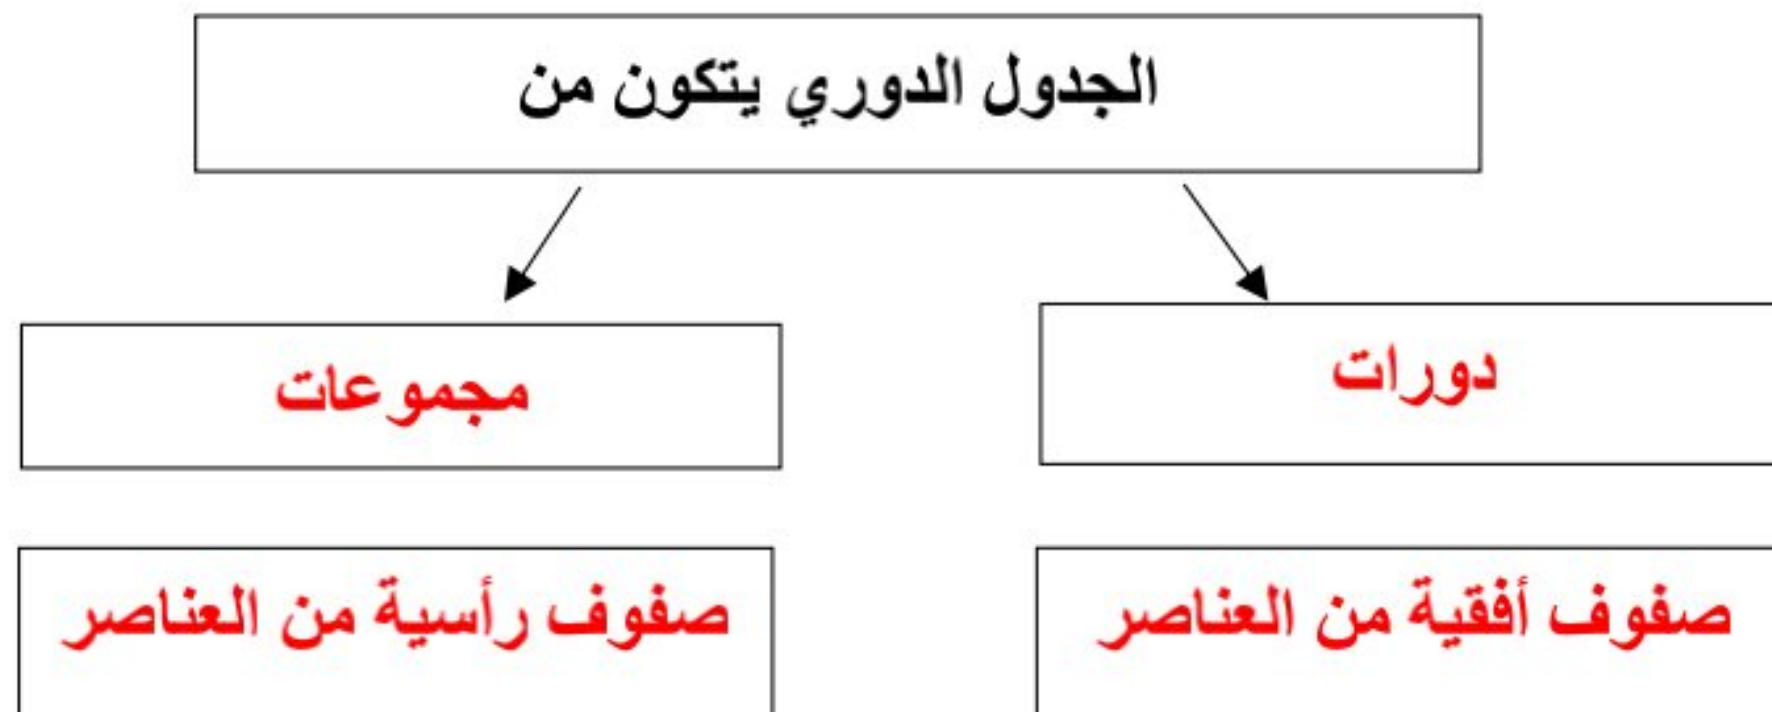 الجدول الدوري يتكون من
دورات
مجموعات
صفوف أفقية من العناصر
صفوف رأسية من العناصر